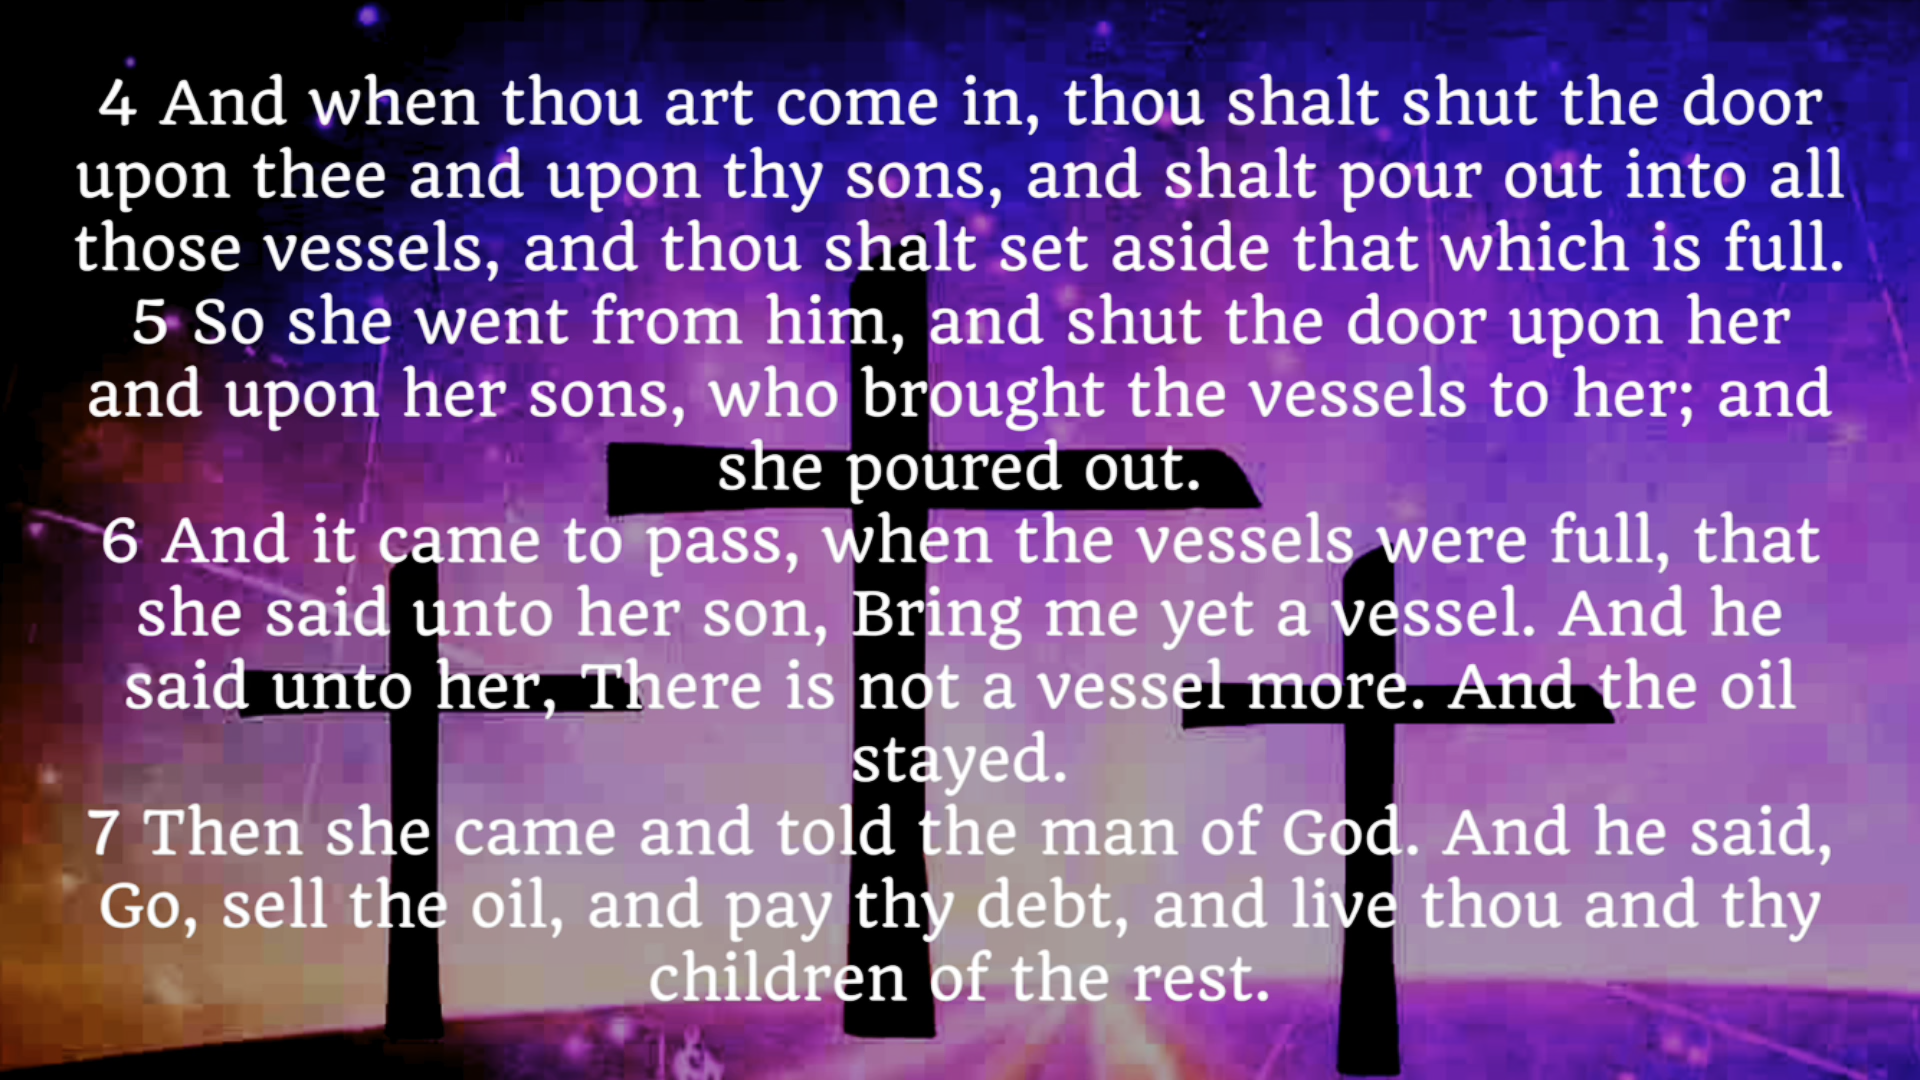 4 And when thou art come in, thou shalt shut the door
upon thee and upon thy sons, and shalt pour out into all
those vessels, and thou shalt set aside that which is full.
5 So she went from him, and shut the door upon her
and upon her sons, who brought the vessels to her; and
she poured out.
6 And it came to pass, when the vessels were full, that
she said unto her son, Bring me yet a vessel. And he
said unto her, There is not a vessel more. And the oil
stayed.
7 Then she came and told the man of God. And he said,
Go, sell the oil, and pay thy debt, and live thou and thy
children of the rest.